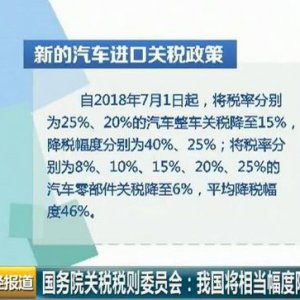 新的汽车进口关税政策
自2018年7月1日起，将税率分别
为25%、20%的汽车整车关税降至15%，
降税幅度分别为40%、25%；将税率分
别为8%、10%、15%、20%、25%的
汽车零部件关税降至6%，平均降税幅
度46%。
报道
国务院关税税则委员会：我国将相当幅度